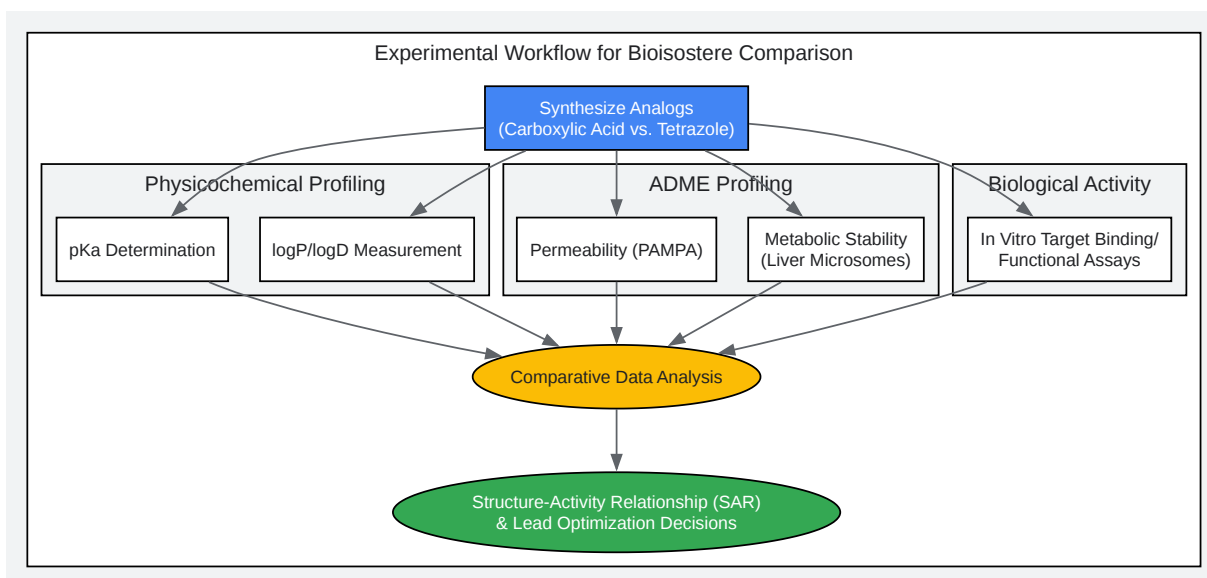 Experimental Workflow for Bioisostere Comparison
Synthesize Analogs
(Carboxylic Acid vs. Tetrazole)
Physicochemical Profiling
ADME Profiling
Biological Activity
pKa Determination
logP/logD Measurement
Permeability (PAMPA)
Metabolic Stability
(Liver Microsomes)
In Vitro Target Binding/
Functional Assays
Comparative Data Analysis
Structure-Activity Relationship (SAR)
& Lead Optimization Decisions